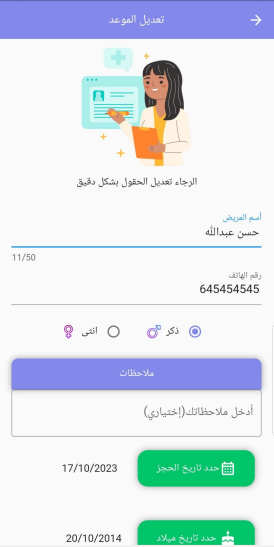 تعديل الموعد
الرجاء تعديل الحقول بشكل دقيق
أسم المريض
حسن عبدالله
11/50
رقم الهاتف
645454545
ذكر
انثى
ملاحظات
أدخل ملاحظاتك(إختياري)
حدد تاريخ الحجز
17/10/2023
حدد تاريخ ميلاد
20/10/2014